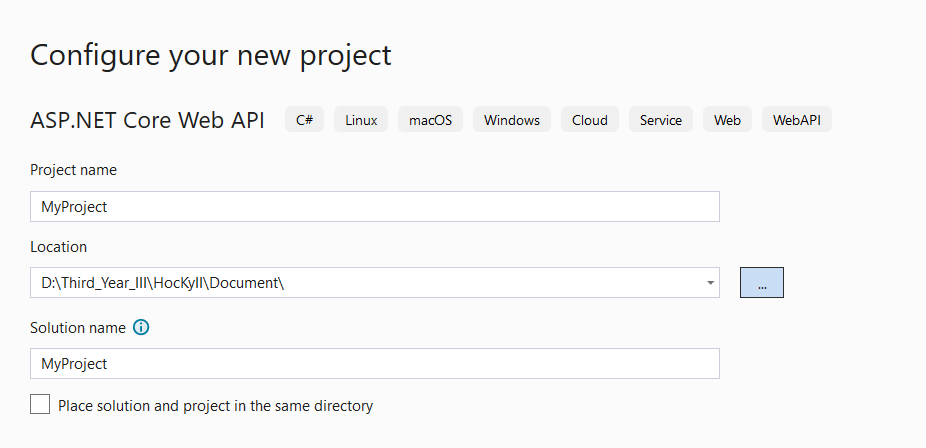 Configure your new project
ASP.NET Core Web API C# Linux macOS Windows Cloud Service Web WebAPI
Project name
MyProject
Location
D:\Third_Year_III\HocKyII\Document\
...
Solution name
MyProject
Place solution and project in the same directory